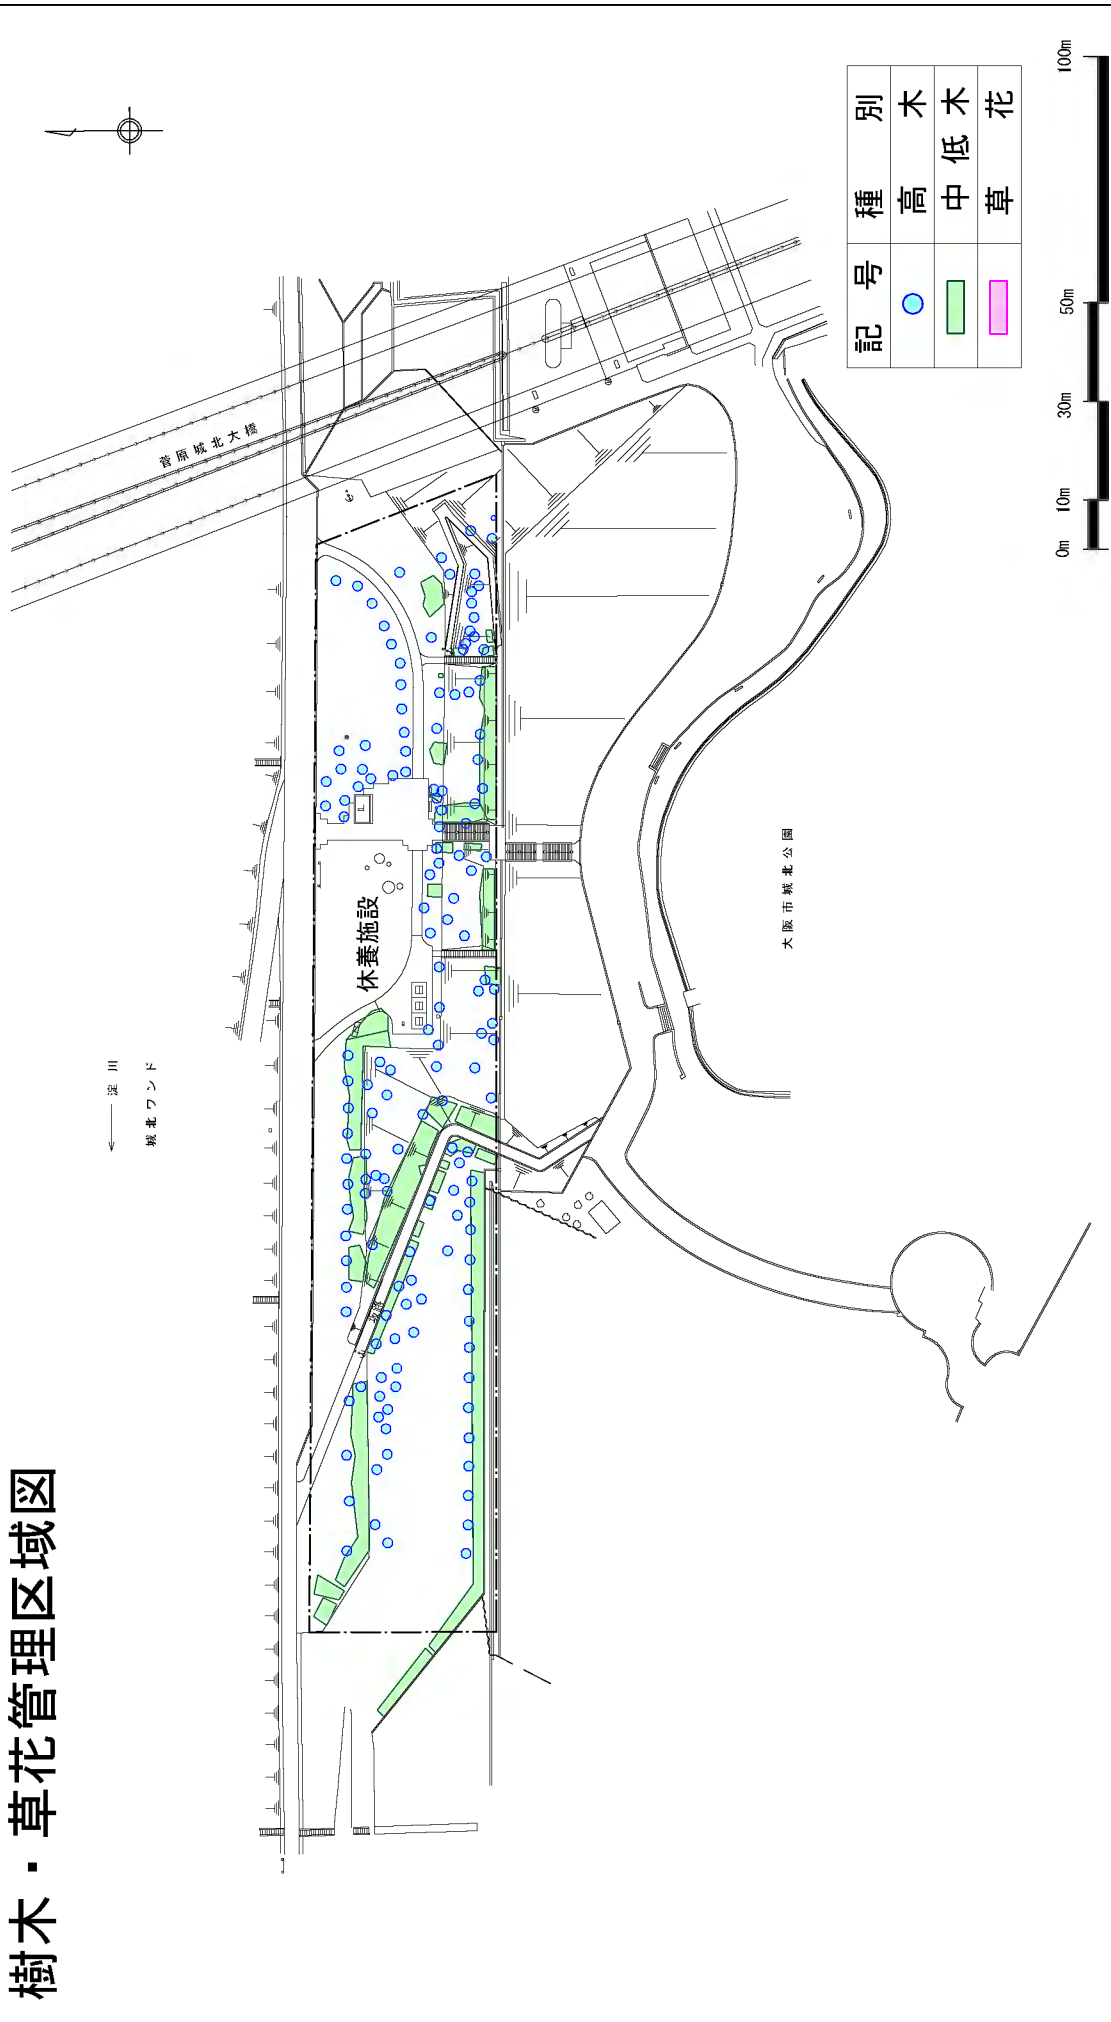 樹木・草花管理区域図
← 淀川
城北ワンド
菅原城北大橋
休養施設
大阪市城北公園
記号 種別
高木
中低木
草花
0m 10m 30m 50m 100m